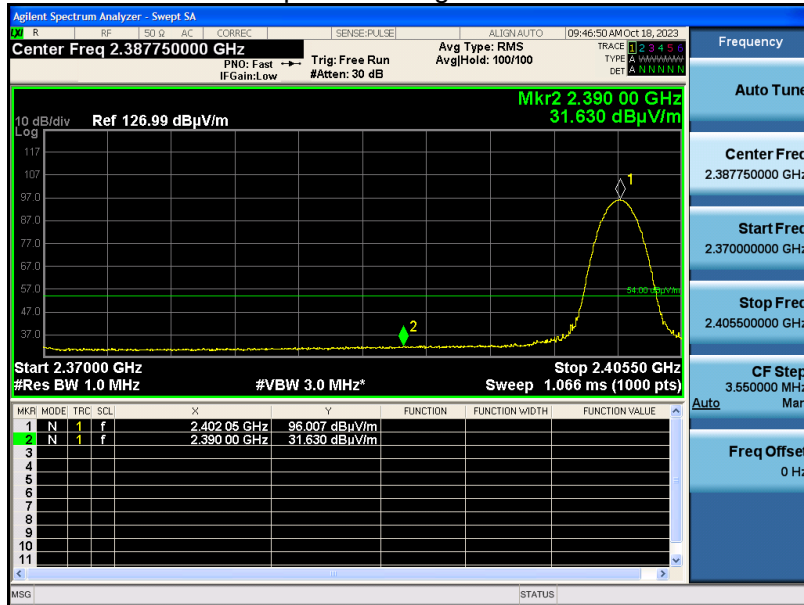 Agilent Spectrum Analyzer - Swept SA
LXI R RF 50 Ω AC CORREC SENSE:PULSE ALIGN AUTO 09:46:50 AM Oct 18, 2023
Center Freq 2.387750000 GHz
PNO: Fast
IFGain:Low
Trig: Free Run
#Atten: 30 dB
Avg Type: RMS
Avg|Hold: 100/100
TRACE 1 2 3 4 5 6
TYPE A WWWWW
DET A N N N N N
Mkr2 2.390 00 GHz
31.630 dBµV/m
10 dB/div Ref 126.99 dBµV/m
Log
117
107
97.0
87.0
77.0
67.0
57.0
47.0
37.0
1
2
54.00 dBµV/m
Start 2.37000 GHz Stop 2.40550 GHz
#Res BW 1.0 MHz #VBW 3.0 MHz* Sweep 1.066 ms (1000 pts)
MKR MODE TRC SCL X Y FUNCTION FUNCTION WIDTH FUNCTION VALUE
1 N 1 f 2.402 05 GHz 96.007 dBµV/m
2 N 1 f 2.390 00 GHz 31.630 dBµV/m
3
4
5
6
7
8
9
10
11
MSG STATUS
Frequency
Auto Tune
Center Freq
2.387750000 GHz
Start Freq
2.370000000 GHz
Stop Freq
2.405500000 GHz
CF Step
3.550000 MHz
Auto Man
Freq Offset
0 Hz